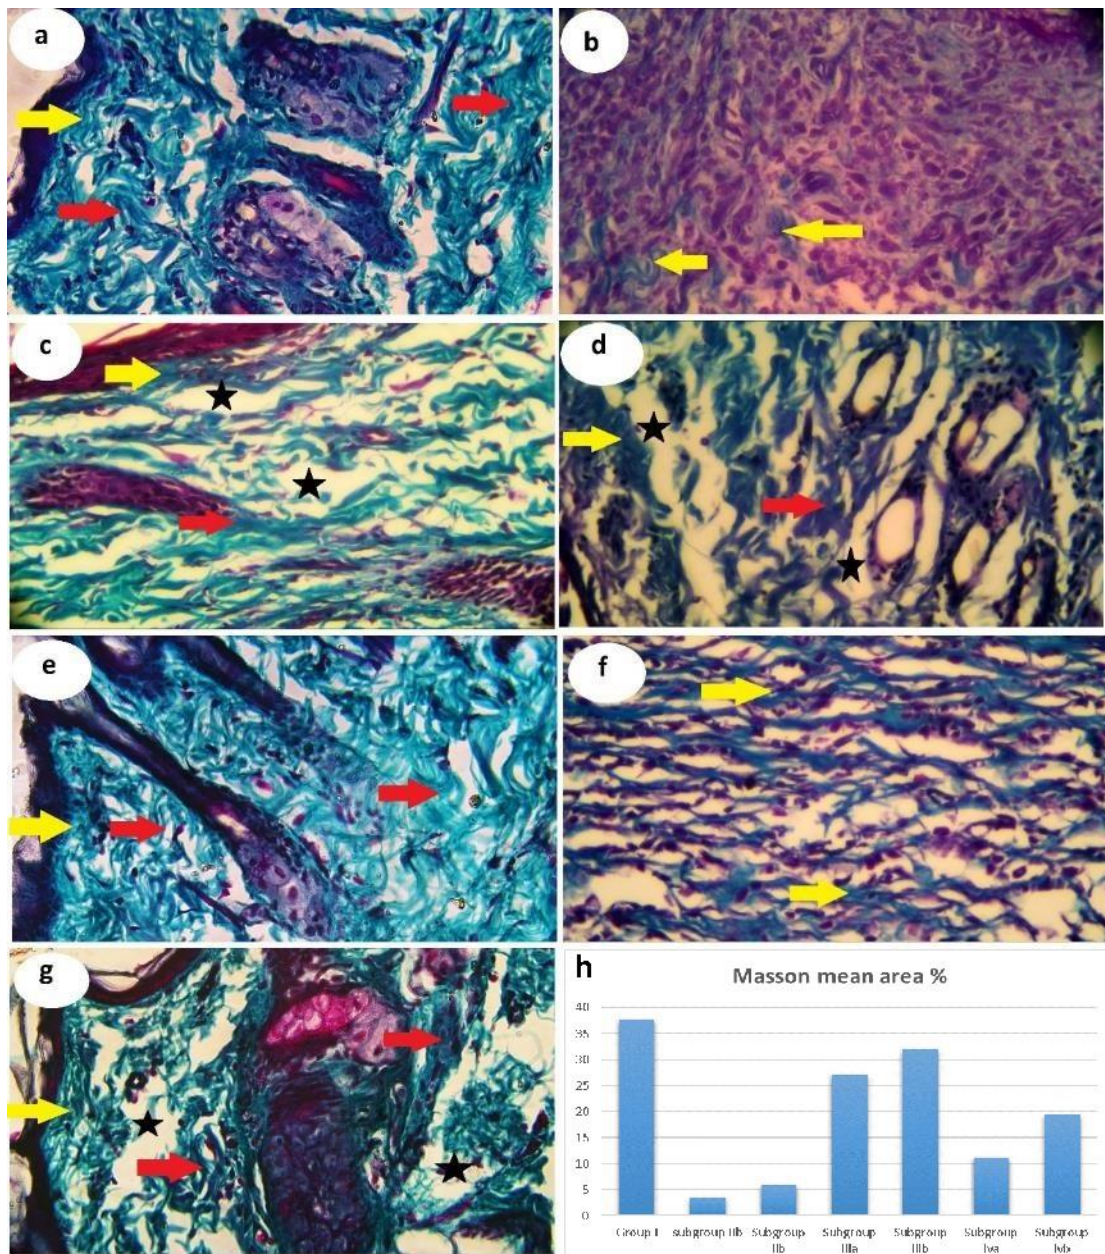 a
b
c
d
e
f
g
h
Masson mean area %
40
35
30
25
20
15
10
5
0
Group I
subgroup IIb
Subgroup IIb
Subgroup IIIa
Subgroup IIIb
Subgroup Iva
Subgroup Ivb